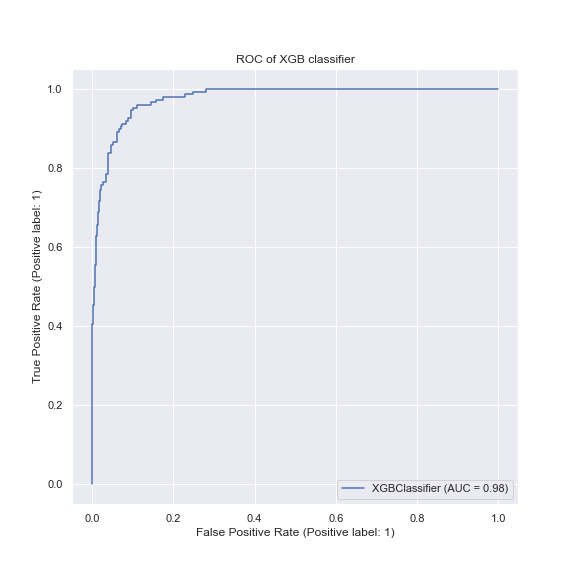 ROC of XGB classifier
1.0
0.8
0.6
0.4
0.2
0.0
True Positive Rate (Positive label: 1)
XGBClassifier (AUC = 0.98)
0.0 0.2 0.4 0.6 0.8 1.0
False Positive Rate (Positive label: 1)